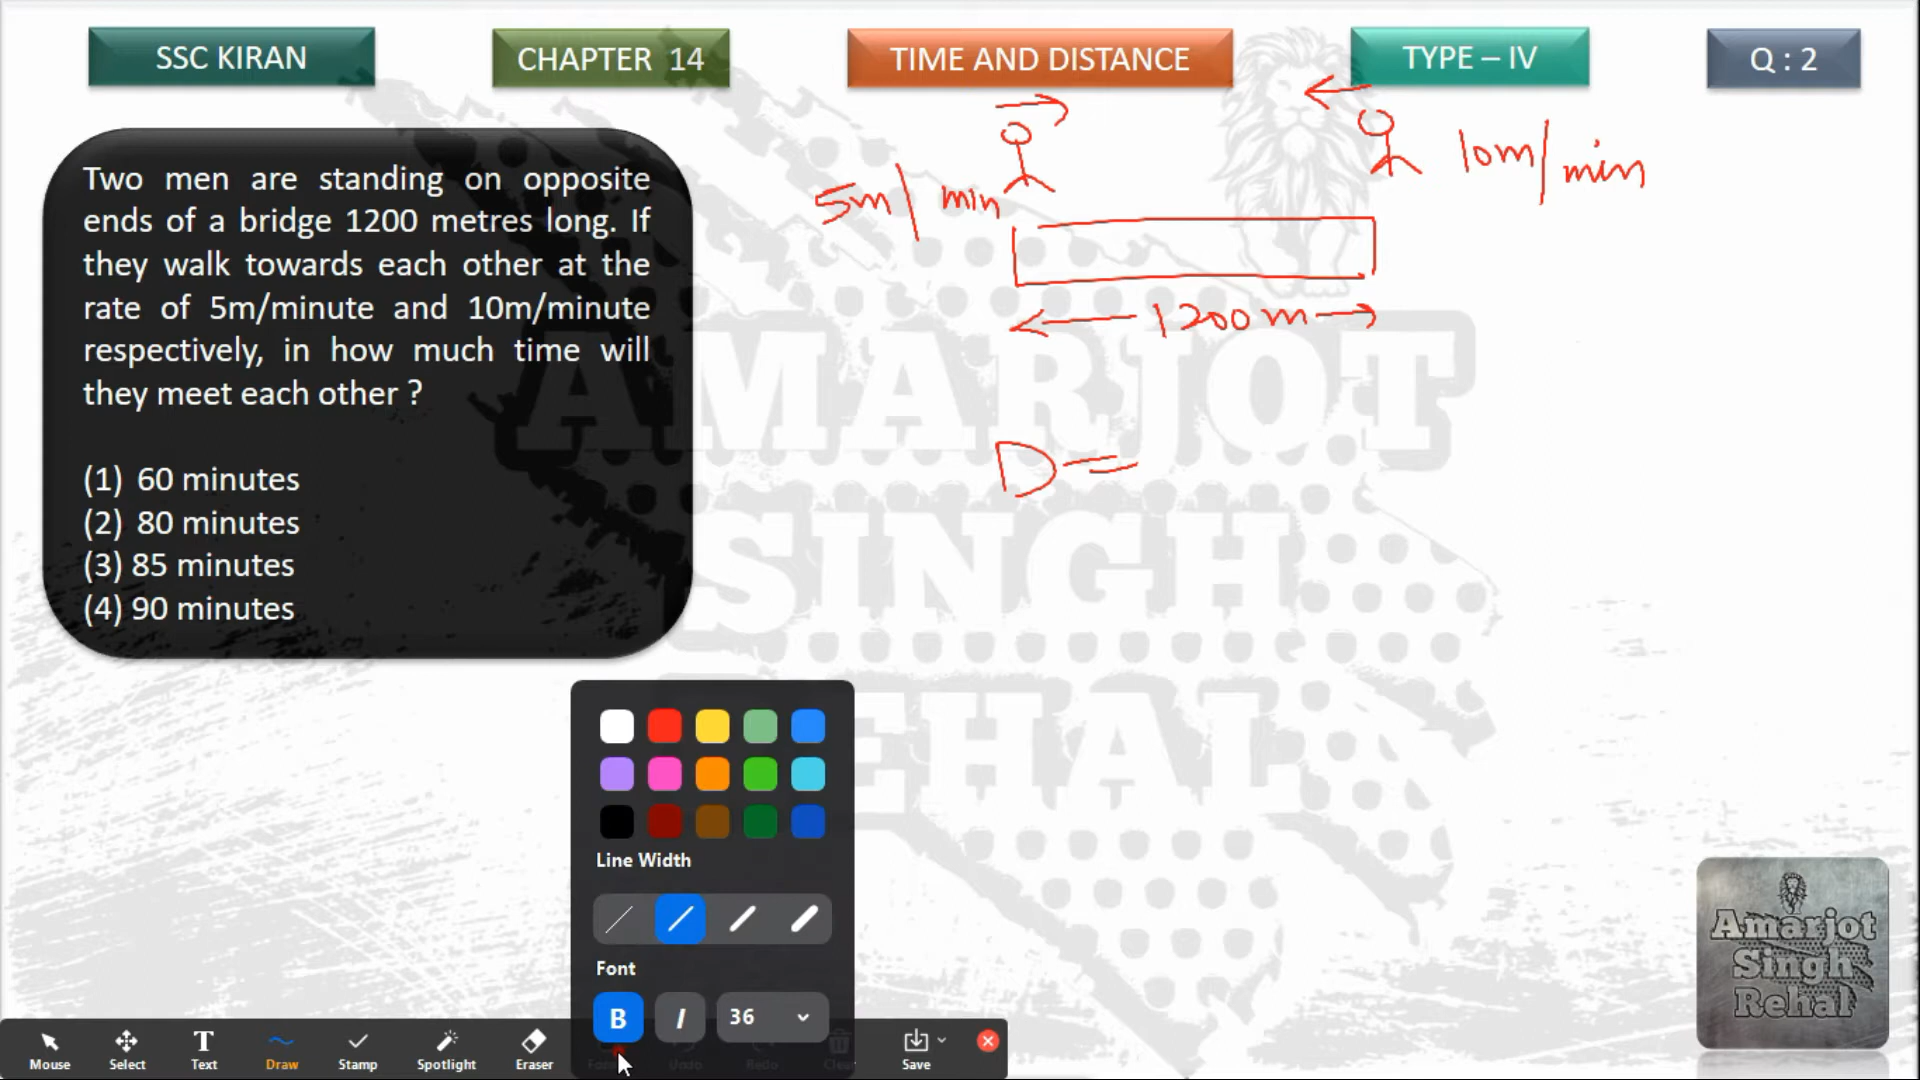 SSC KIRAN
CHAPTER 14
TIME AND DISTANCE
TYPE – IV
Q : 2
Two men are standing on opposite
ends of a bridge 1200 metres long. If
they walk towards each other at the
rate of 5m/minute and 10m/minute
respectively, in how much time will
they meet each other ?
(1) 60 minutes
(2) 80 minutes
(3) 85 minutes
(4) 90 minutes
5m/min
10m/min
1200m
D =
AMARJOT
SINGH
REHAL
Line Width
Font
B I 36
Mouse Select Text Draw Stamp Spotlight Eraser Undo Redo Clear Save
Amarjot
Singh
Rehal